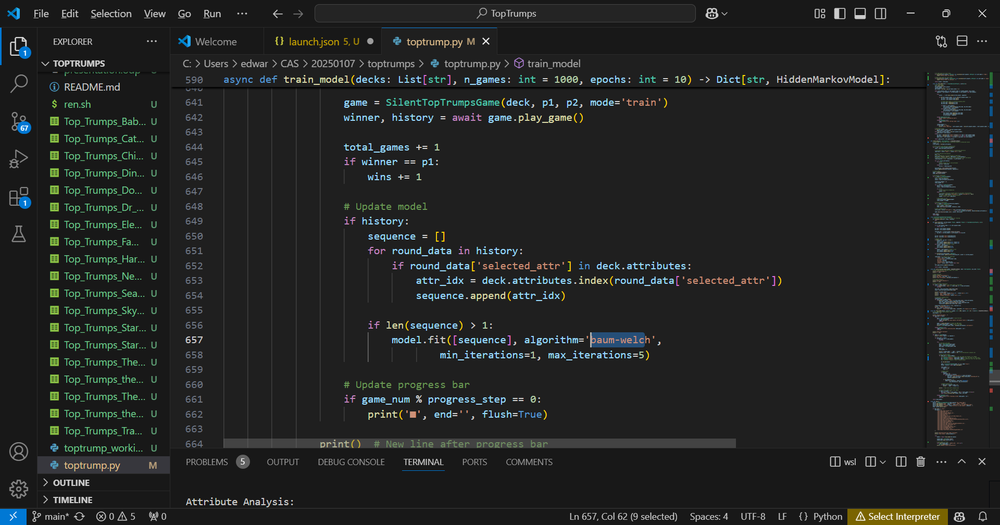 File Edit Selection View Go Run ··· TopTrumps
EXPLORER ···
Welcome
{} launch.json 5, U
toptrump.py M
TOPTRUMPS
C: > Users > edwar > CAS > 20250107 > toptrumps > toptrump.py > train_model
presentation.odp U
README.md
ren.sh U
Top_Trumps_Bab... U
Top_Trumps_Cat... U
Top_Trumps_Chi... U
Top_Trumps_Din... U
Top_Trumps_Do... U
Top_Trumps_Dr_... U
Top_Trumps_Ele... U
Top_Trumps_Fa... U
Top_Trumps_Har... U
Top_Trumps_Ne... U
Top_Trumps_Sea... U
Top_Trumps_Sky... U
Top_Trumps_Star... U
Top_Trumps_Star... U
Top_Trumps_The... U
Top_Trumps_the... U
Top_Trumps_The... U
Top_Trumps_the... U
Top_Trumps_Tra... U
toptrump_worki... U
toptrump.py M
OUTLINE
TIMELINE
1
67
1
590 async def train_model(decks: List[str], n_games: int = 1000, epochs: int = 10) -> Dict[str, HiddenMarkovModel]:
640
641 game = SilentTopTrumpsGame(deck, p1, p2, mode='train')
642 winner, history = await game.play_game()
643
644 total_games += 1
645 if winner == p1:
646 wins += 1
647
648 # Update model
649 if history:
650 sequence = []
651 for round_data in history:
652 if round_data['selected_attr'] in deck.attributes:
653 attr_idx = deck.attributes.index(round_data['selected_attr'])
654 sequence.append(attr_idx)
655
656 if len(sequence) > 1:
657 model.fit([sequence], algorithm='baum-welch',
658 min_iterations=1, max_iterations=5)
659
660 # Update progress bar
661 if game_num % progress_step == 0:
662 print('■', end='', flush=True)
663
664 print() # New line after progress bar
PROBLEMS 5 OUTPUT DEBUG CONSOLE TERMINAL PORTS COMMENTS wsl
Attribute Analysis:
main* 0 5 0 Ln 657, Col 62 (9 selected) Spaces: 4 UTF-8 LF {} Python Select Interpreter